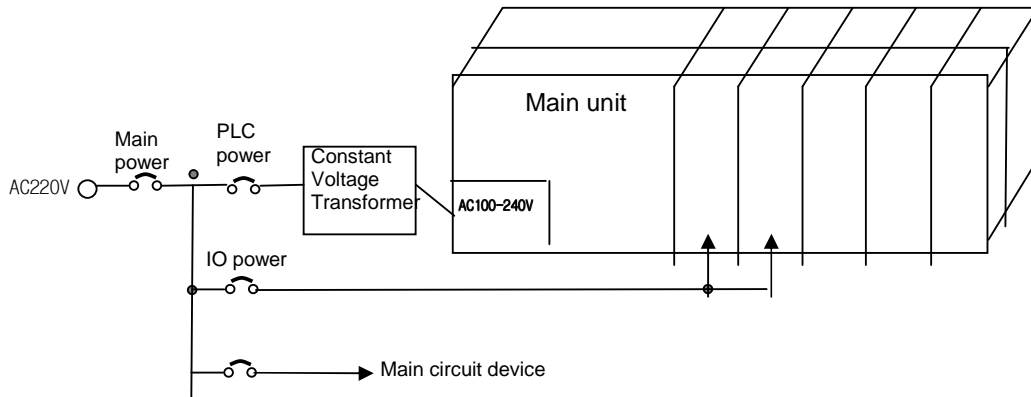 Main unit
Main
power
PLC
power
Constant
Voltage
Transformer
AC220V
AC100-240V
IO power
Main circuit device